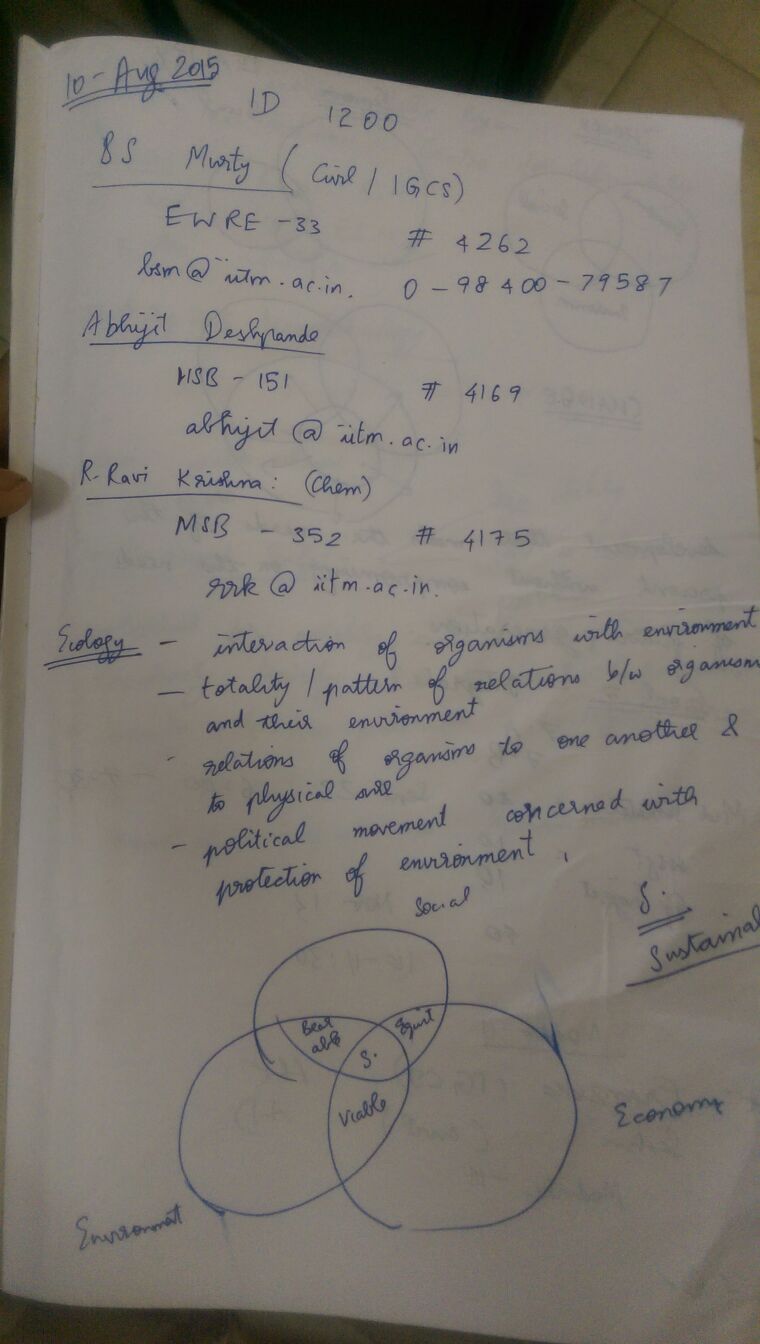 10 - Aug 2015
ID 1200
BS Murty (Civil / IGCS)
EWRE - 33 # 4262
bsm@iitm.ac.in. 0 - 98400 - 79587
Abhijit Deshpande
HSB - 151 # 4169
abhijit @ iitm.ac.in
R. Ravi Krishna: (Chem)
MSB - 352 # 4175
rrk @ iitm.ac.in.
Ecology - interaction of organisms with environment
- totality / pattern of relations b/w organisms
and their environment
- relations of organisms to one another &
to physical
- political movement concerned with
protection of environment.
Social
S.
Sustainal
Bear
able
Equit
S.
Viable
Economy
Environment